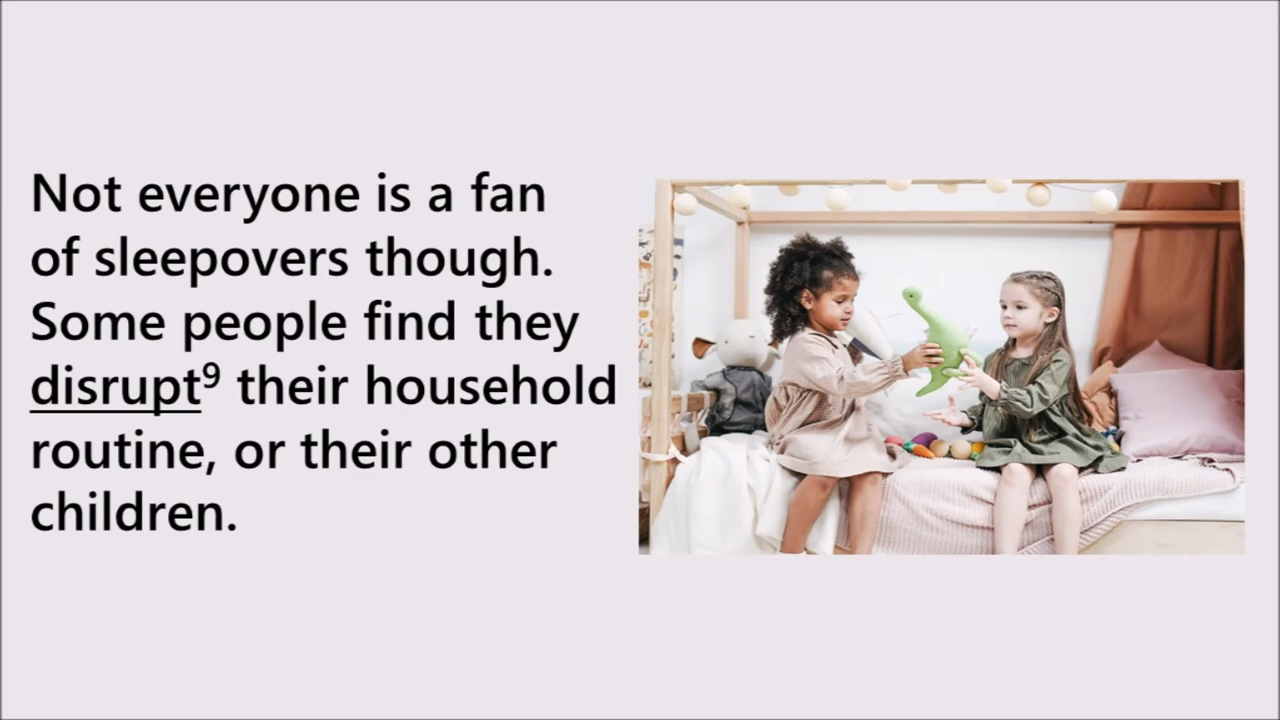 Not everyone is a fan
of sleepovers though.
Some people find they
disrupt⁹ their household
routine, or their other
children.